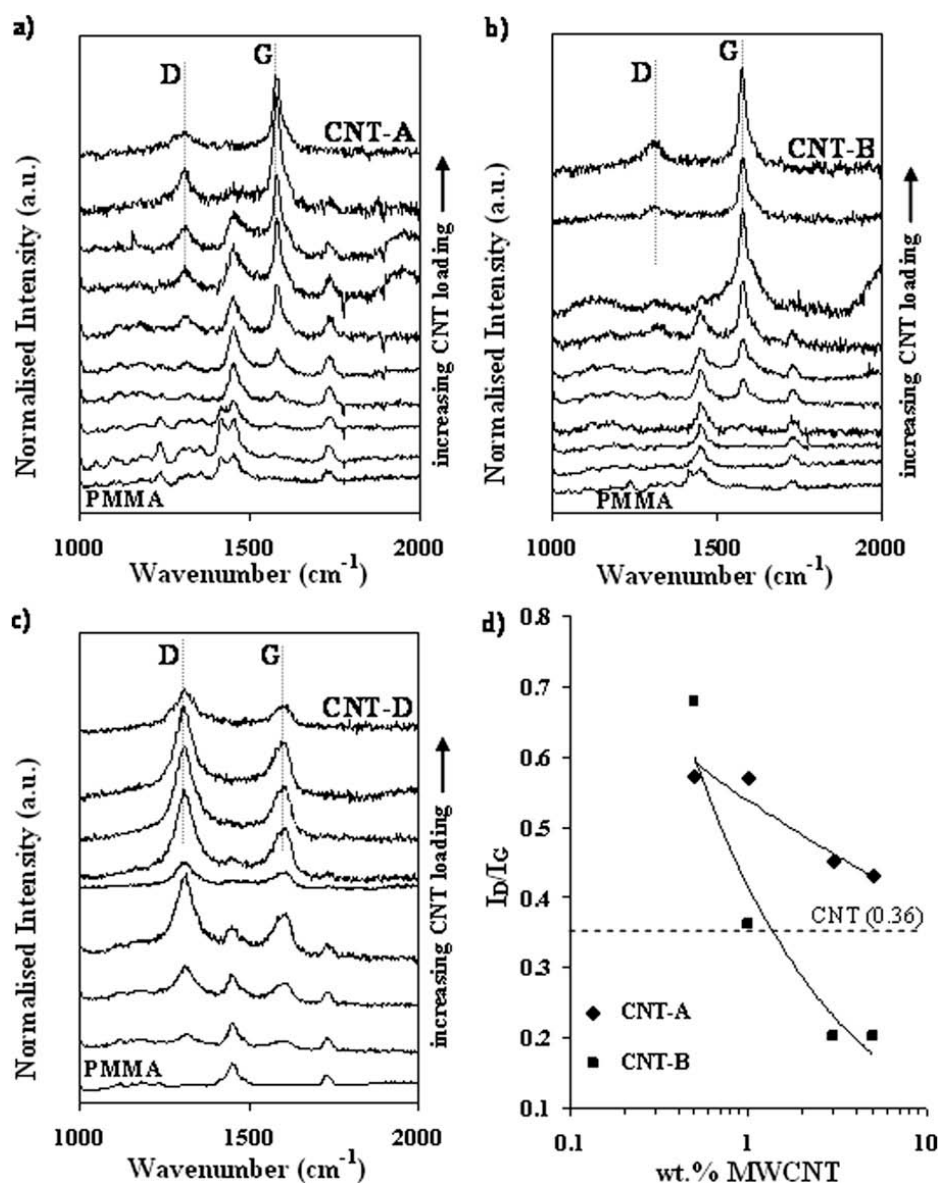 a)
D
G
CNT-A
Normalised Intensity (a.u.)
increasing CNT loading
PMMA
1000 1500 2000
Wavenumber (cm⁻¹)
b)
D
G
CNT-B
Normalised Intensity (a.u.)
increasing CNT loading
PMMA
1000 1500 2000
Wavenumber (cm⁻¹)
c)
D
G
CNT-D
Normalised Intensity (a.u.)
increasing CNT loading
PMMA
1000 1500 2000
Wavenumber (cm⁻¹)
d)
0.8
0.7
0.6
0.5
0.4
0.3
0.2
0.1
I_D/I_G
CNT (0.36)
CNT-A
CNT-B
0.1 1 10
wt.% MWCNT